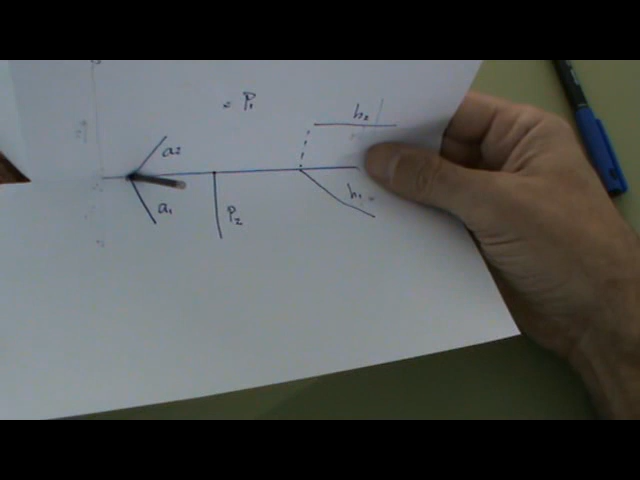 P₁
h₂
a₂
a₁
P₂
h₁